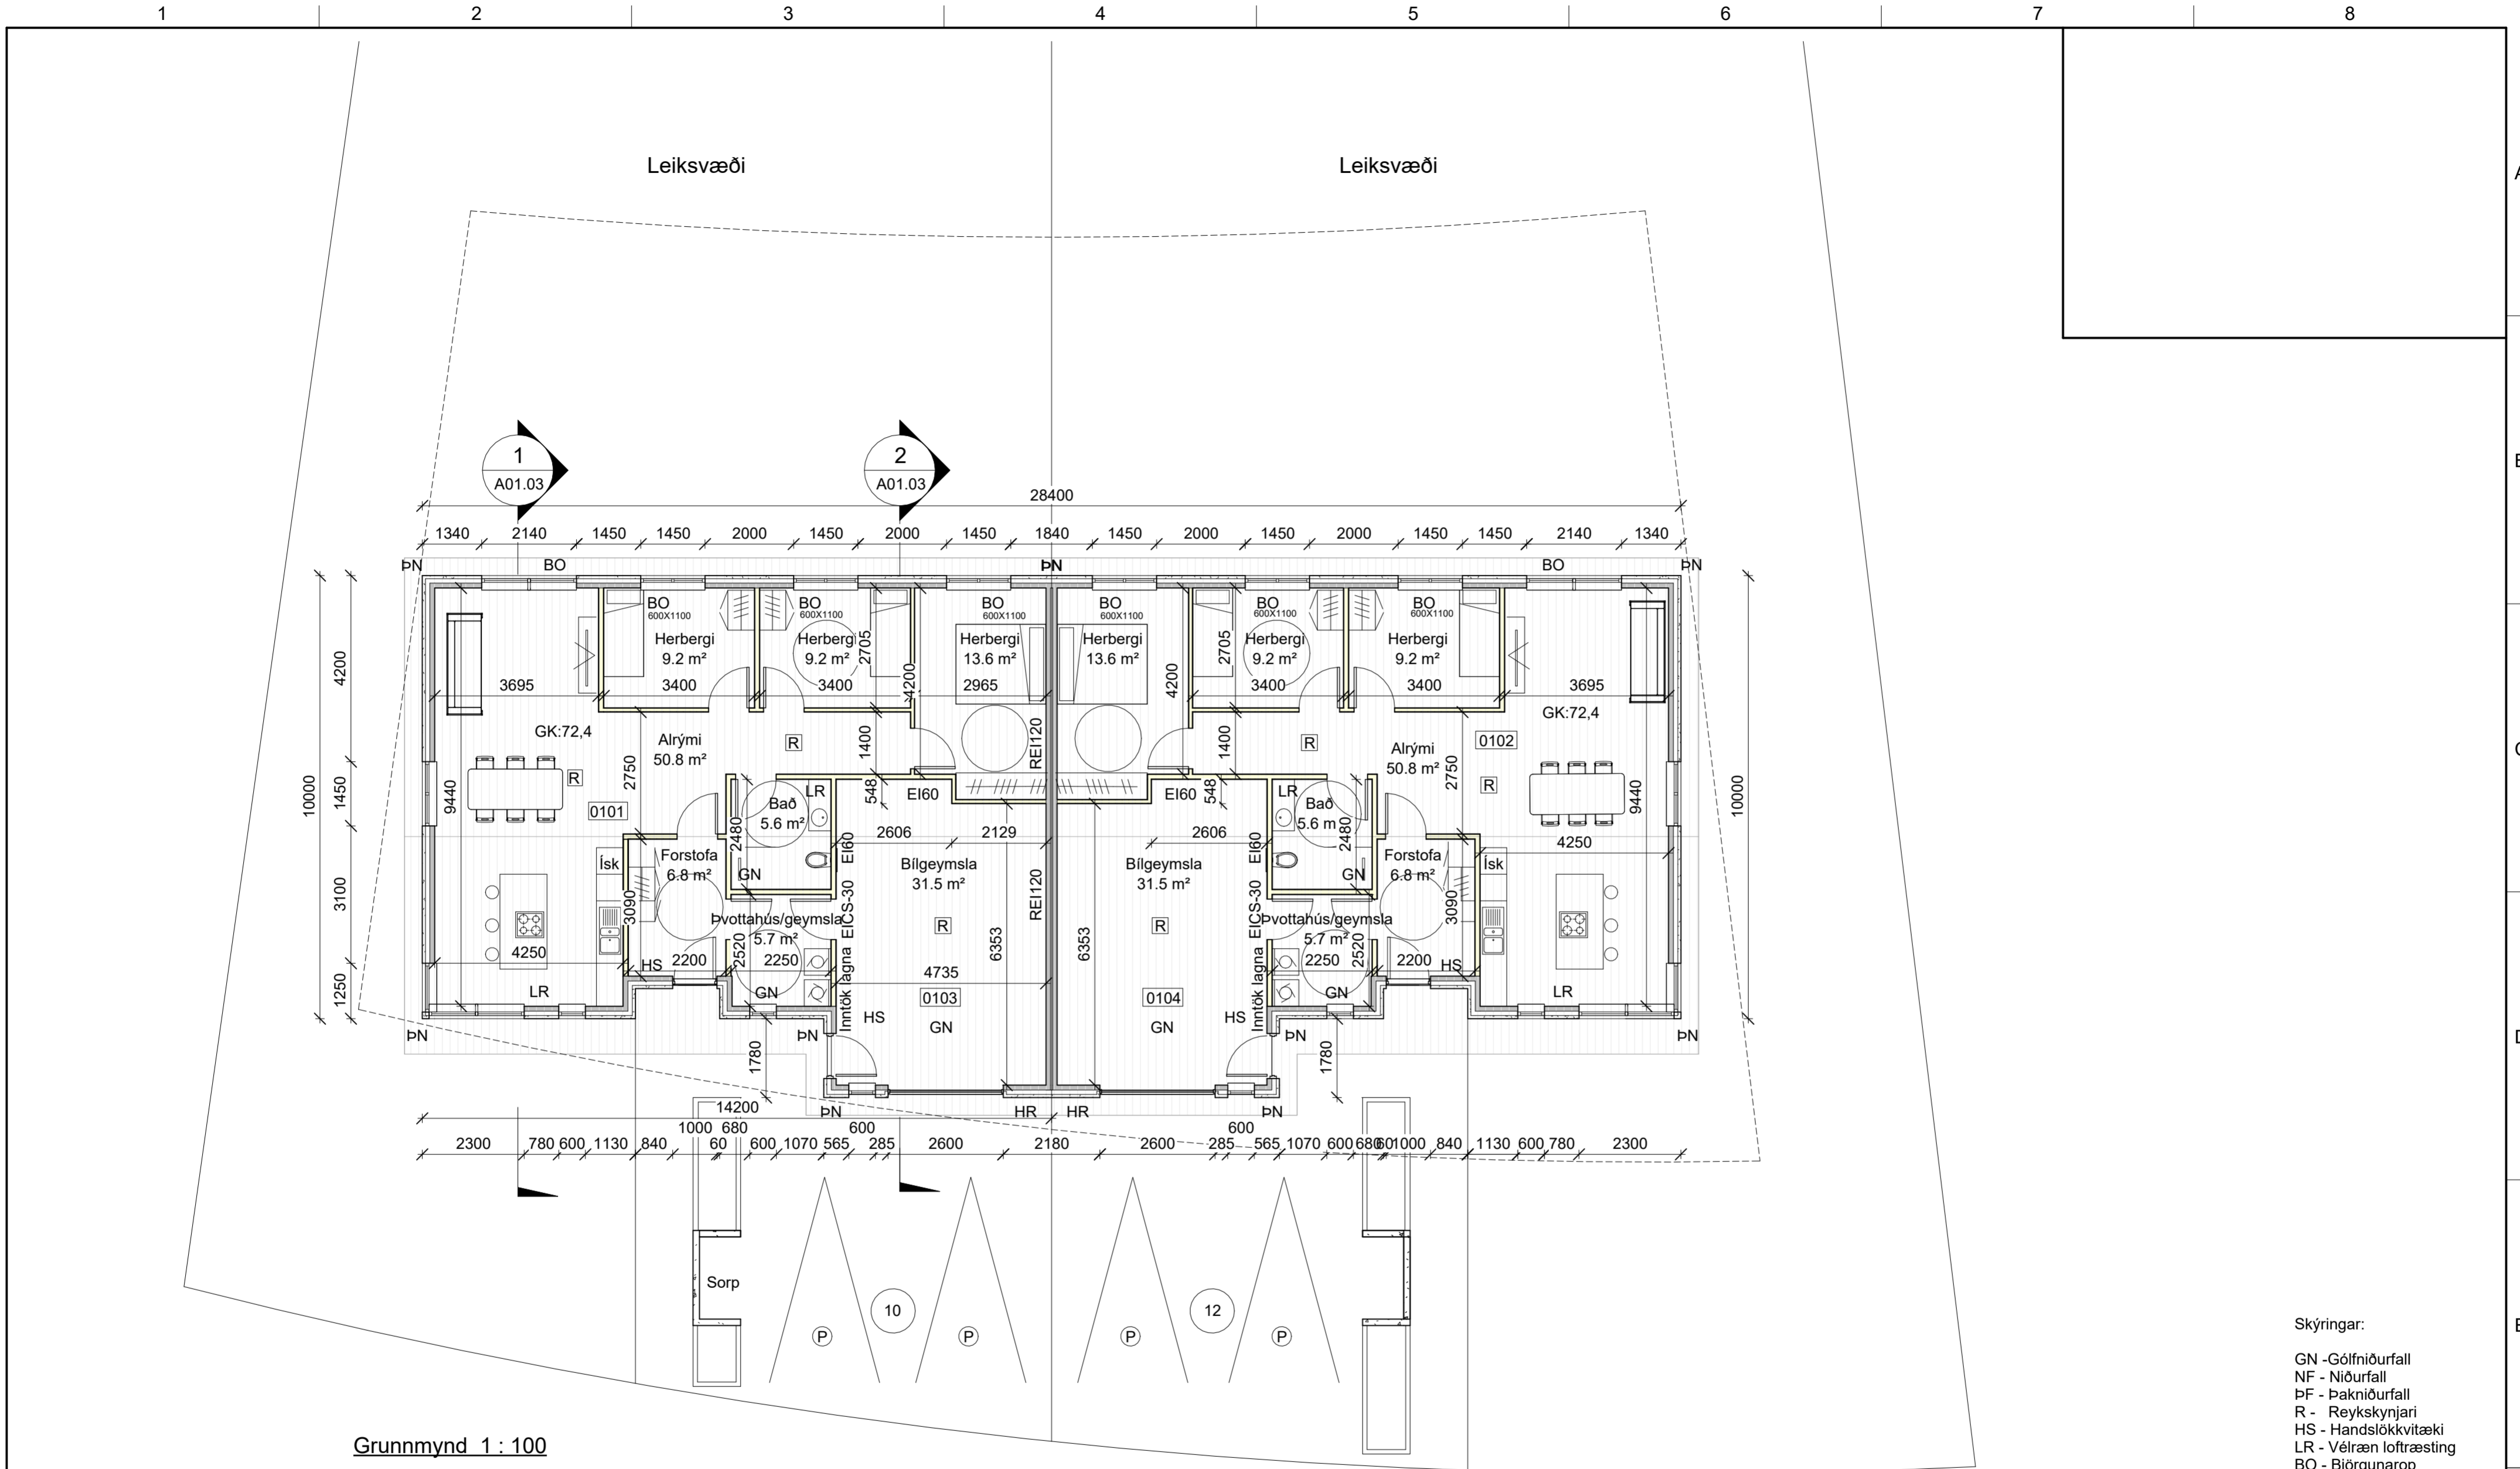 1 2 3 4 5 6 7 8
Leiksvæði Leiksvæði
1 2
A01.03 A01.03
28400
1340 2140 1450 1450 2000 1450 2000 1450 1840 1450 2000 1450 2000 1450 1450 2140 1340
ÞN BO ÞN BO ÞN
BO BO BO BO BO BO
600X1100 600X1100 600X1100 600X1100 600X1100 600X1100
Herbergi Herbergi Herbergi Herbergi Herbergi Herbergi
9.2 m² 9.2 m² 13.6 m² 13.6 m² 9.2 m² 9.2 m²
2705 2705
4200 4200 4200 4200
3695 3400 3400 2965 3400 3400 3695
GK:72,4 GK:72,4
REI120
Alrými R R Alrými 0102
50.8 m² 50.8 m²
1400 1400
2750 2750
R R
10000 1450 9440 9440 10000
0101
548 EI60 EI60 548
LR LR
Bað Bað
5.6 m² 5.6 m
2480 2606 2129 2606 2480
4250
Ísk Forstofa EI60 Bílgeymsla Bílgeymsla EI60 Forstofa Ísk
6.8 m² 31.5 m² 31.5 m² 6.8 m²
GN GN
3100 3090 REI120 3090
Þvottahús/geymsla Þvottahús/geymsla
5.7 m² 5.7 m²
R R
EICS-30 EICS-30
6353 6353
4250 HS 2200 2520 2250 2250 2520 2200 HS
4735
1250 LR GN 0103 0104 GN LR
Inntök lagna Inntök lagna
HS GN GN HS
ÞN ÞN ÞN ÞN
1780 1780
14200 ÞN HR HR ÞN
1000 680 600 600
2300 780 600 1130 840 60 600 1070 565 285 2600 2180 2600 285 565 1070 600 680 60 1000 840 1130 600 780 2300
Sorp
10 12
P P P P
Grunnmynd 1 : 100
Skýringar:
GN -Gólfniðurfall
NF - Niðurfall
ÞF - Þakniðurfall
R - Reykskynjari
HS - Handslökkvitæki
LR - Vélræn loftræsting
BO - Björgunarop